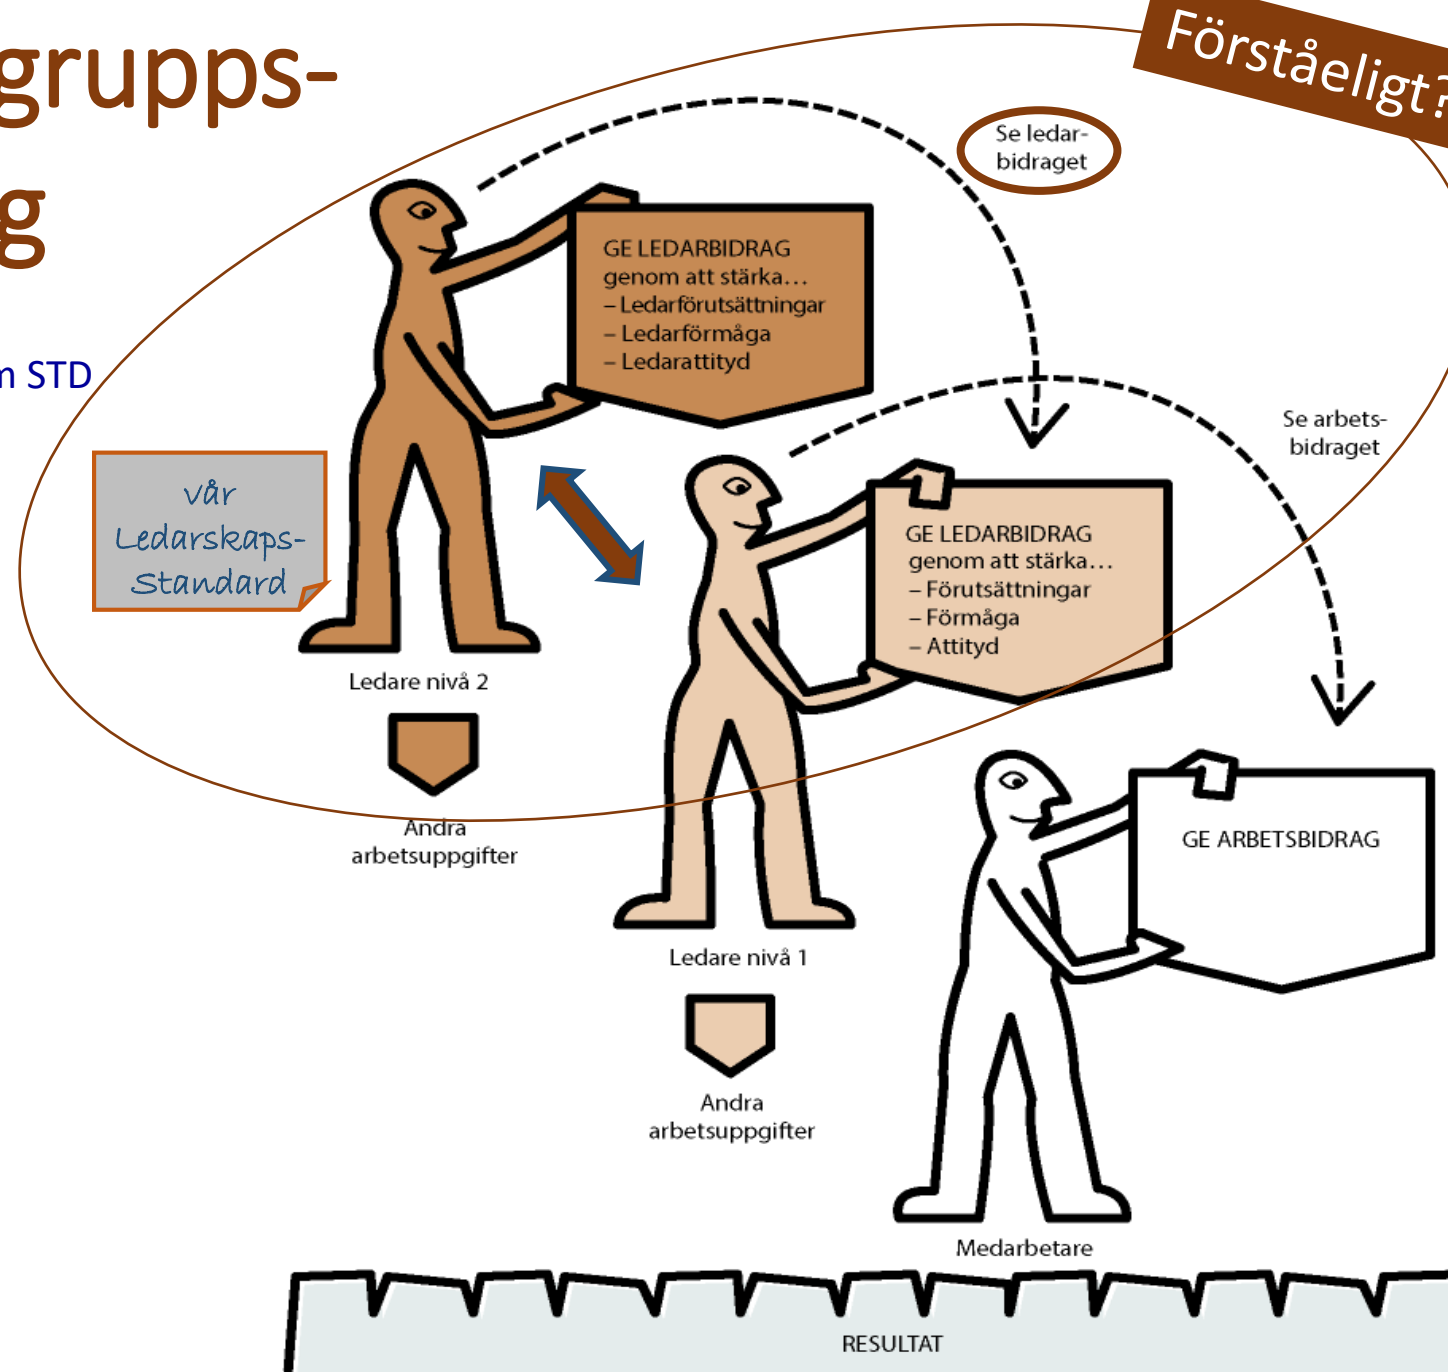 grupps-
g
Förståeligt?
Se ledar-
bidraget
GE LEDARBIDRAG
genom att stärka...
– Ledarförutsättningar
– Ledarförmåga
– Ledarattityd
m STD
Se arbets-
bidraget
vår
Ledarskaps-
Standard
GE LEDARBIDRAG
genom att stärka...
– Förutsättningar
– Förmåga
– Attityd
Ledare nivå 2
Andra
arbetsuppgifter
GE ARBETSBIDRAG
Ledare nivå 1
Andra
arbetsuppgifter
Medarbetare
RESULTAT